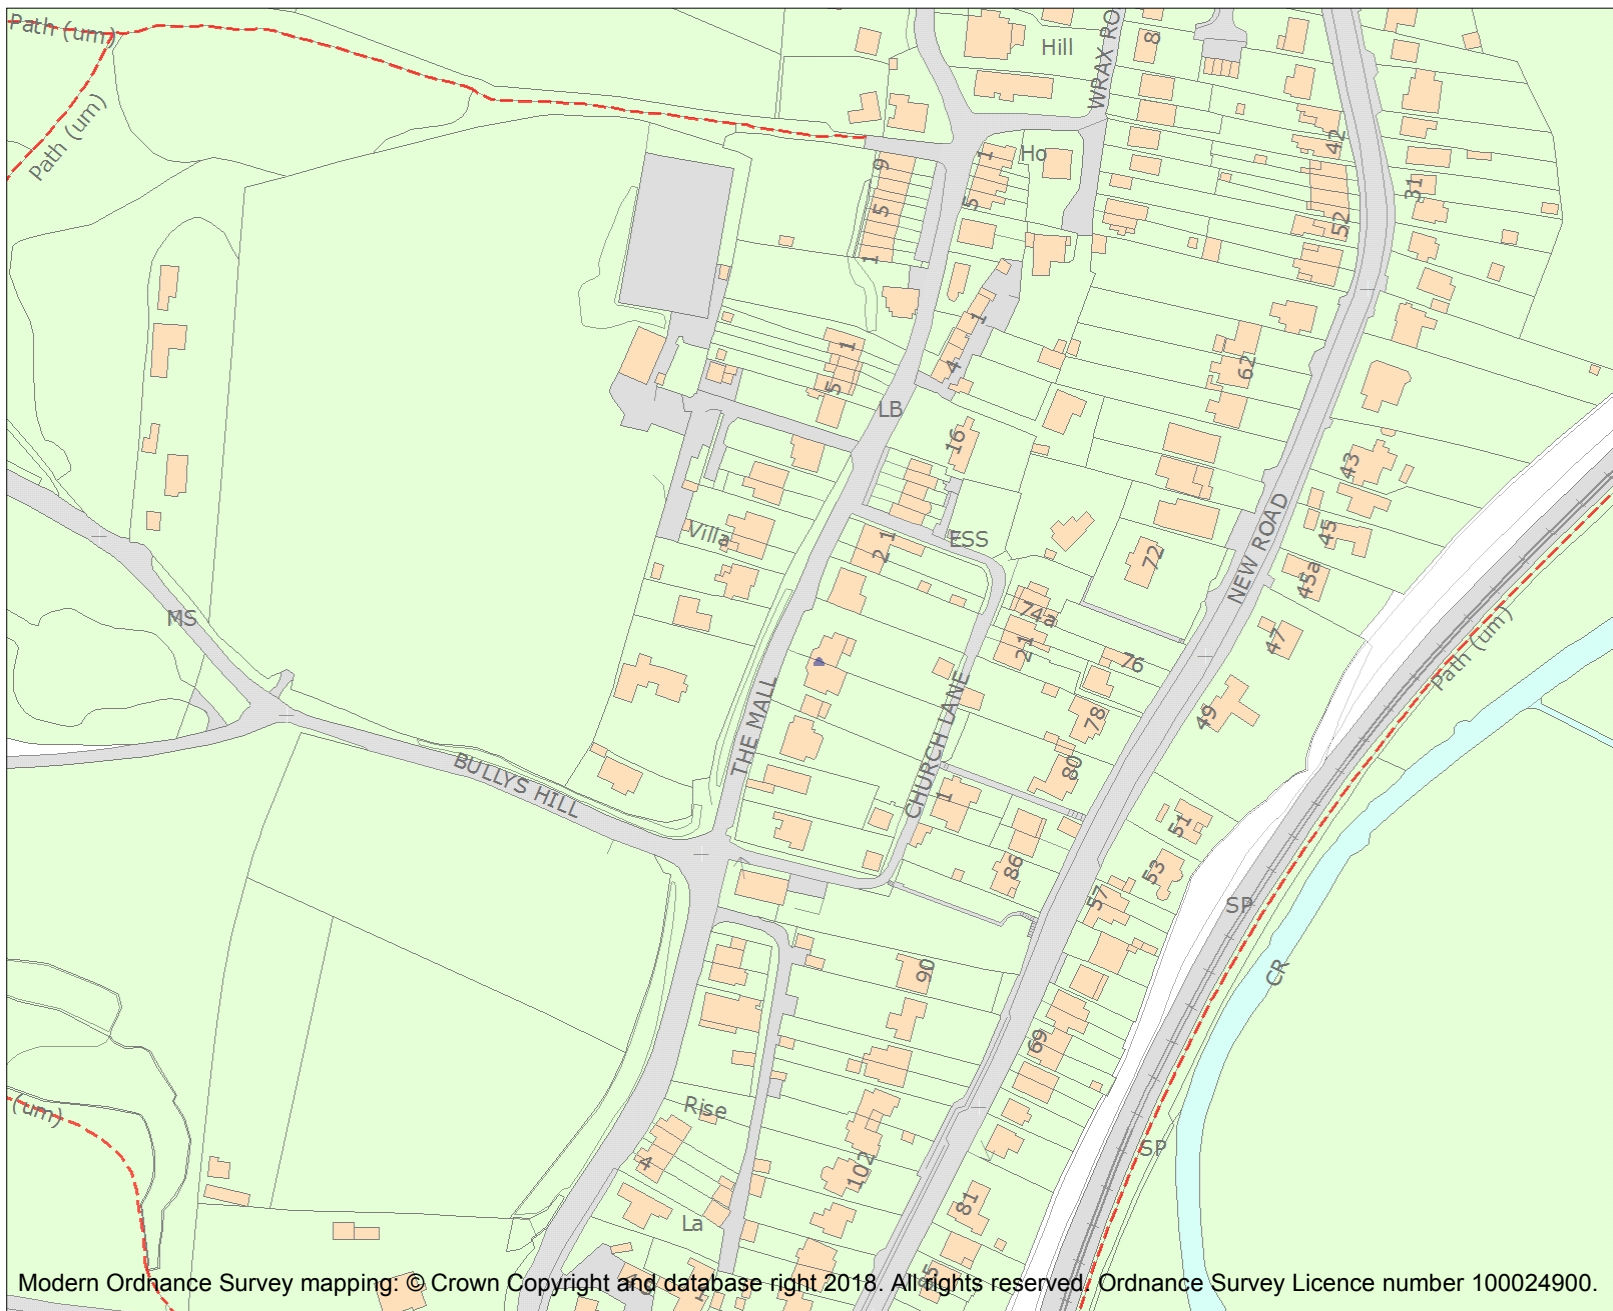 Path (um)
Hill
WRAX RO
8
Path (um)
42
9
1
Ho
31
5
5
52
1
1
1
4
62
5
LB
16
43
Villa
2 1
ESS
45
NEW ROAD
72
45a
MS
74a
21
47
Path (um)
76
THE MALL
CHURCH LANE
78
49
80
BULLYS HILL
1
51
86
53
57
SP
90
CR
69
(um)
Rise
SP
4
102
81
La
Modern Ordnance Survey mapping: © Crown Copyright and database right 2018. All rights reserved. Ordnance Survey Licence number 100024900.